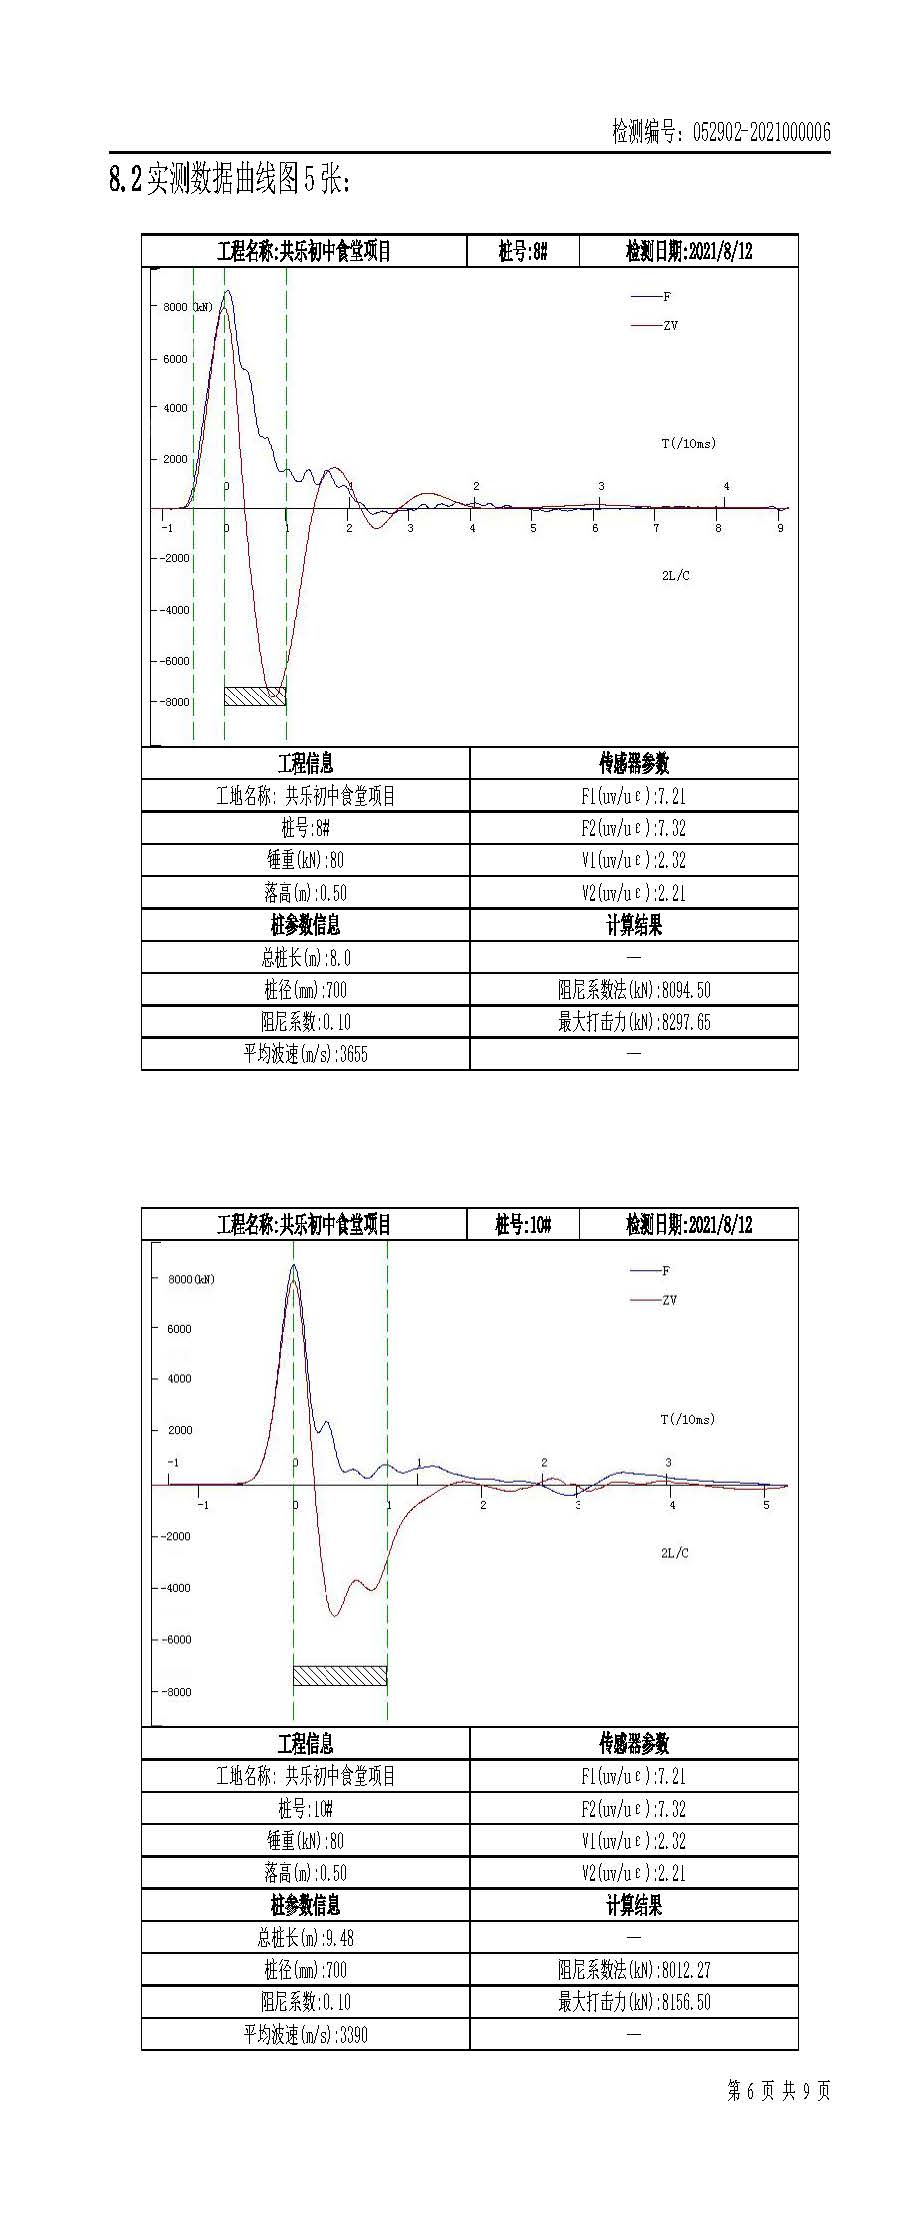 检测编号: 052902-2021000006
8.2 实测数据曲线图 5 张:
工程名称:共乐初中食堂项目 桩号:8# 检测日期:2021/8/12
8000 (kN)
F
ZV
6000
4000
T(/10ms)
2000
0 1 2 3 4
-1 0 1 2 3 4 5 6 7 8 9
-2000
2L/C
-4000
-6000
-8000
工程信息 传感器参数
工地名称: 共乐初中食堂项目 F1(uv/uε):7.21
桩号:8# F2(uv/uε):7.32
锤重(kN):80 V1(uv/uε):2.32
落高(m):0.50 V2(uv/uε):2.21
桩参数信息 计算结果
总桩长(m):8.0 —
桩径(mm):700 阻尼系数法(kN):8094.50
阻尼系数:0.10 最大打击力(kN):8297.65
平均波速(m/s):3655 —
工程名称:共乐初中食堂项目 桩号:10# 检测日期:2021/8/12
8000(kN)
F
ZV
6000
4000
T(/10ms)
2000
-1 0 1 2 3
-1 0 1 2 3 4 5
-2000
2L/C
-4000
-6000
-8000
工程信息 传感器参数
工地名称: 共乐初中食堂项目 F1(uv/uε):7.21
桩号:10# F2(uv/uε):7.32
锤重(kN):80 V1(uv/uε):2.32
落高(m):0.50 V2(uv/uε):2.21
桩参数信息 计算结果
总桩长(m):9.48 —
桩径(mm):700 阻尼系数法(kN):8012.27
阻尼系数:0.10 最大打击力(kN):8156.50
平均波速(m/s):3390 —
第 6 页 共 9 页